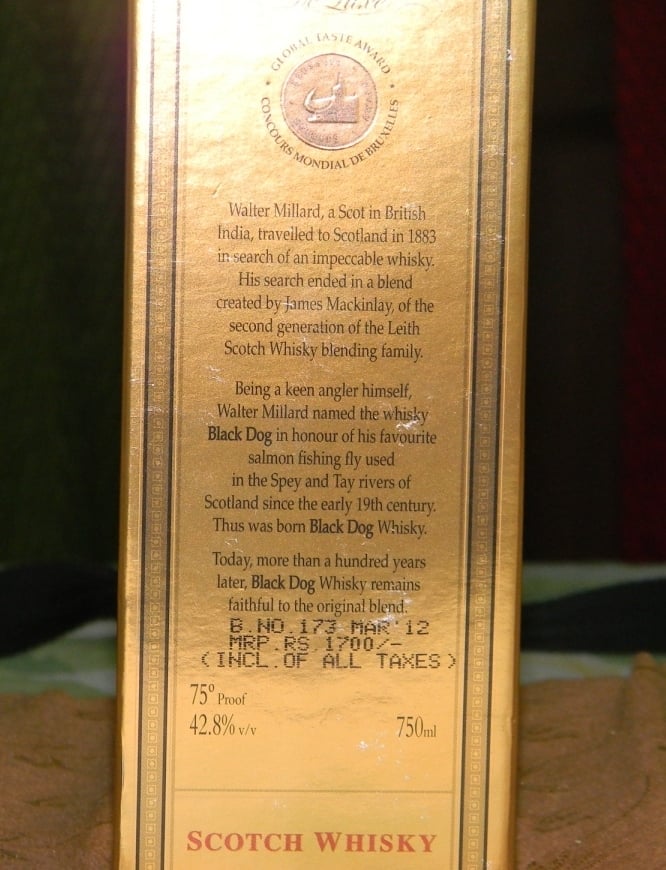 De Luxe
GLOBAL TASTE AWARD
CONCOURS MONDIAL DE BRUXELLES
Walter Millard, a Scot in British
India, travelled to Scotland in 1883
in search of an impeccable whisky.
His search ended in a blend
created by James Mackinlay, of the
second generation of the Leith
Scotch Whisky blending family.
Being a keen angler himself,
Walter Millard named the whisky
Black Dog in honour of his favourite
salmon fishing fly used
in the Spey and Tay rivers of
Scotland since the early 19th century.
Thus was born Black Dog Whisky.
Today, more than a hundred years
later, Black Dog Whisky remains
faithful to the original blend.
B.NO 173 MAR'12
MRP.RS 1700/-
(INCL.OF ALL TAXES)
75º Proof
42.8% v/v 750ml
SCOTCH WHISKY